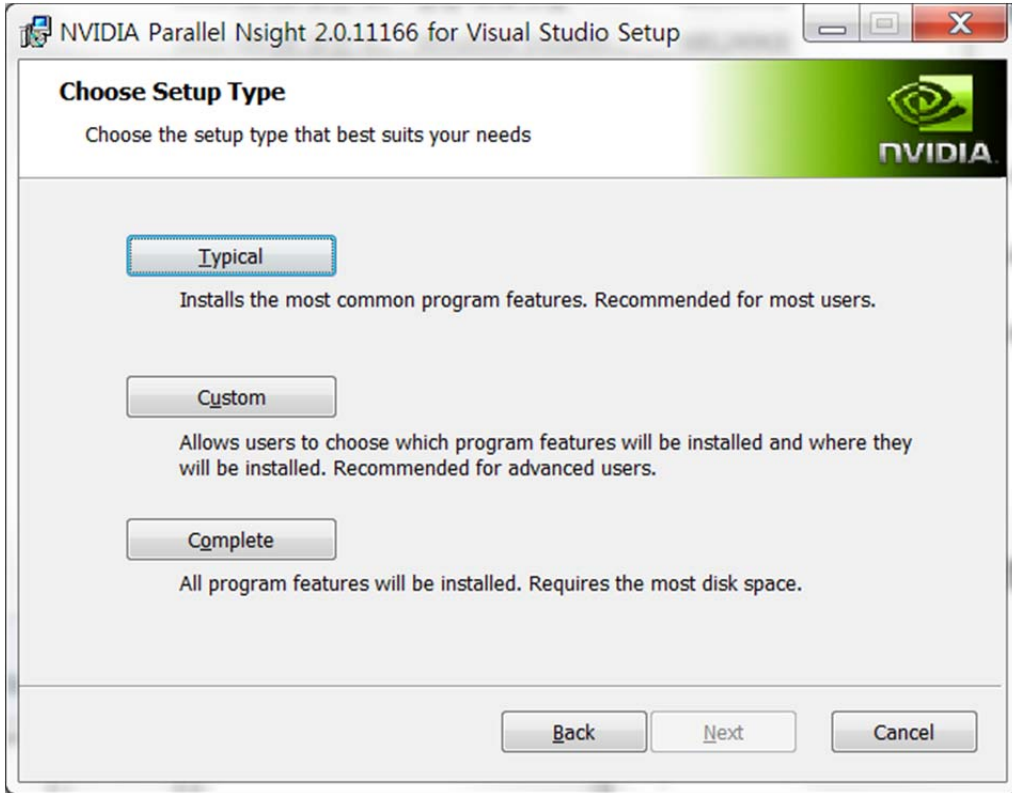 NVIDIA Parallel Nsight 2.0.11166 for Visual Studio Setup
Choose Setup Type
Choose the setup type that best suits your needs
NVIDIA.
Typical
Installs the most common program features. Recommended for most users.
Custom
Allows users to choose which program features will be installed and where they
will be installed. Recommended for advanced users.
Complete
All program features will be installed. Requires the most disk space.
Back Next Cancel